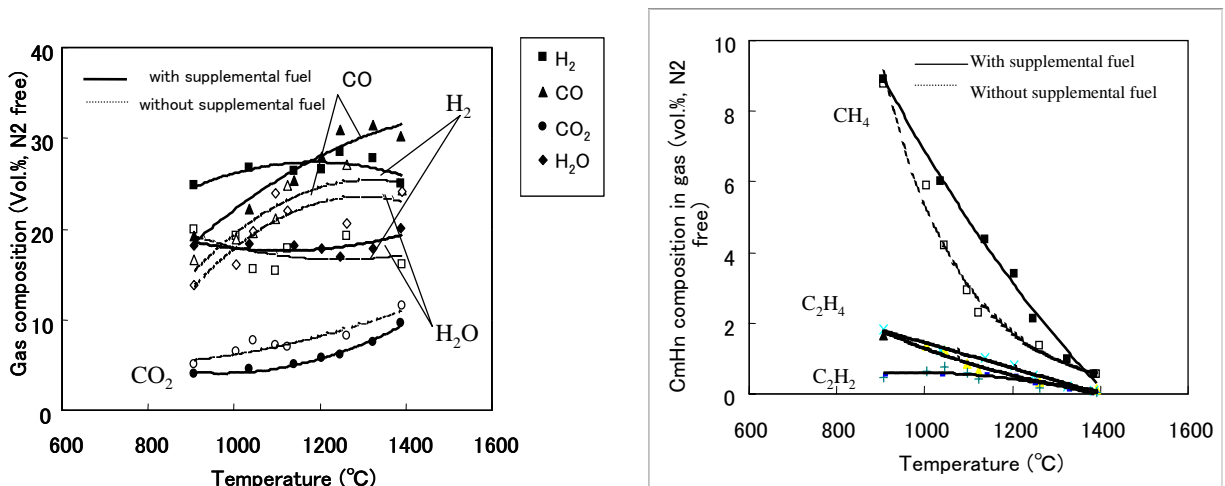 40
30
20
10
0
600
800
1000
1200
1400
1600
Gas composition (Vol.%, N2 free)
Temperature (℃)
with supplemental fuel
without supplemental fuel
CO
H2
H2O
CO2
H2
CO
CO2
H2O
10
8
6
4
2
0
600
800
1000
1200
1400
1600
CmHn composition in gas (vol.%, N2
free)
Temperature (℃)
With supplemental fuel
Without supplemental fuel
CH4
C2H4
C2H2